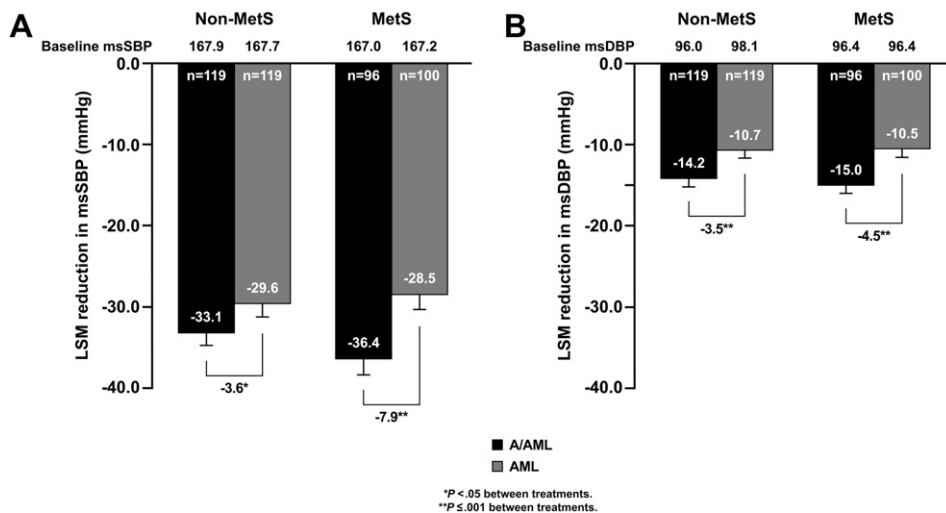 A
Non-MetS MetS
Baseline msSBP 167.9 167.7 167.0 167.2
LSM reduction in msSBP (mmHg)
0.0
-10.0
-20.0
-30.0
-40.0
n=119 n=119 n=96 n=100
-33.1 -29.6 -36.4 -28.5
-3.6*
-7.9**
B
Non-MetS MetS
Baseline msDBP 96.0 98.1 96.4 96.4
LSM reduction in msDBP (mmHg)
0.0
-10.0
-20.0
-30.0
-40.0
n=119 n=119 n=96 n=100
-14.2 -10.7 -15.0 -10.5
-3.5**
-4.5**
A/AML
AML
*P <.05 between treatments.
**P ≤.001 between treatments.